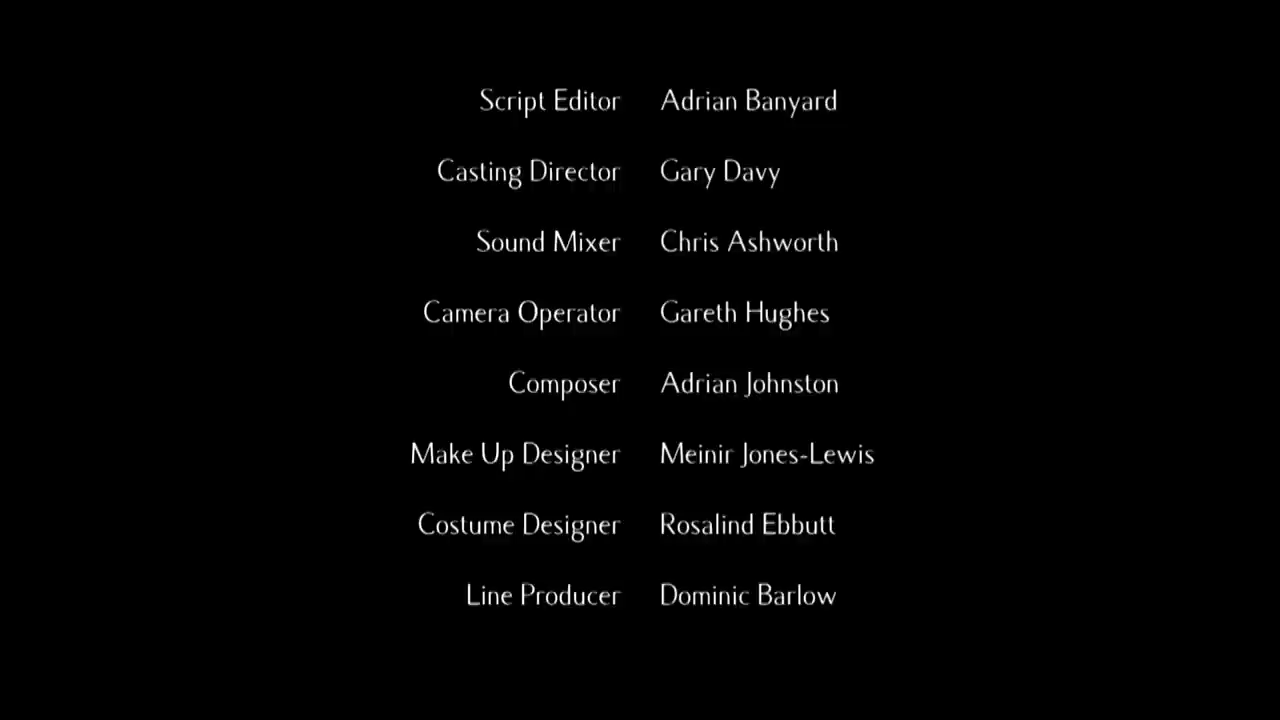 Script Editor Adrian Banyard
Casting Director Gary Davy
Sound Mixer Chris Ashworth
Camera Operator Gareth Hughes
Composer Adrian Johnston
Make Up Designer Meinir Jones-Lewis
Costume Designer Rosalind Ebbutt
Line Producer Dominic Barlow